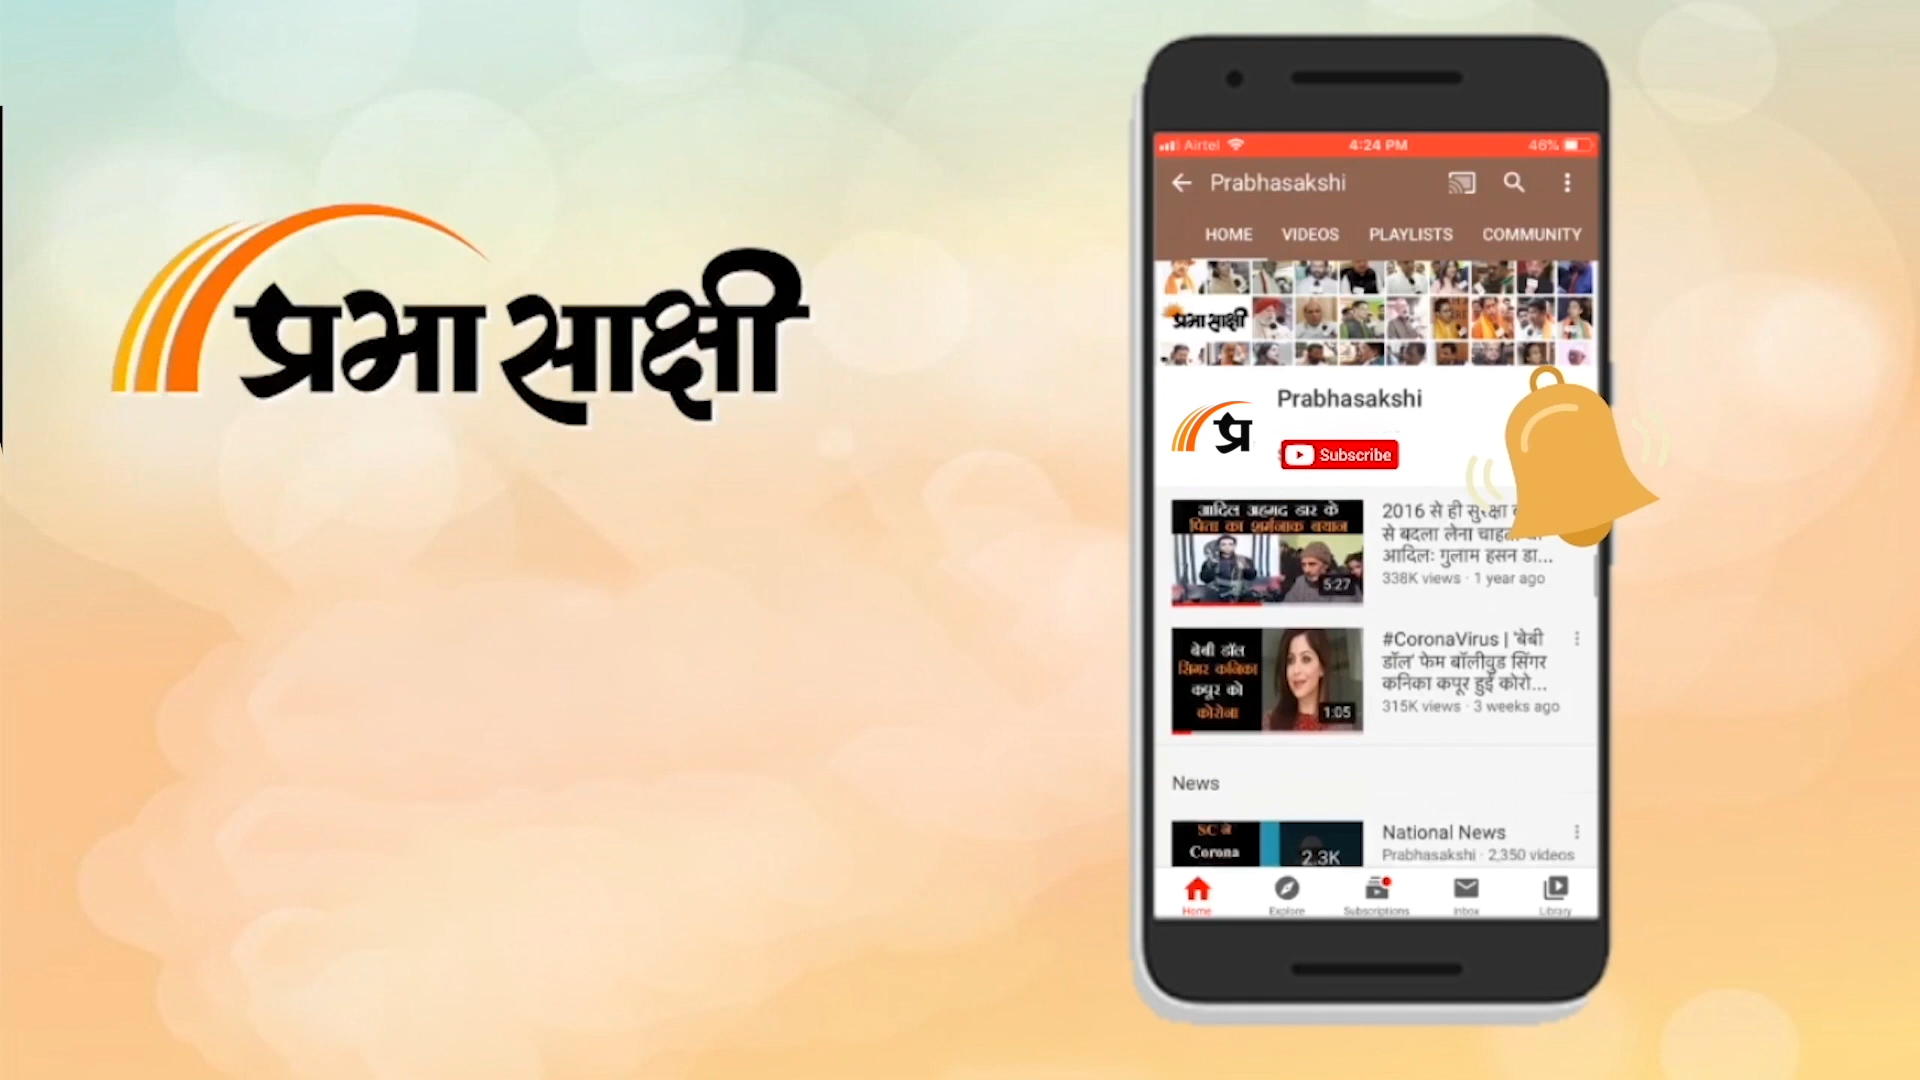 प्रभा साक्षी
Airtel 4:24 PM 46%
Prabhasakshi
HOME VIDEOS PLAYLISTS COMMUNITY
प्रभा साक्षी
Prabhasakshi
प्र
Subscribe
आदिल अहमद डार के
पिता का शर्मनाक बयान
5:27
2016 से ही सुरक्षा
से बदला लेना
आदिलः गुलाम हसन डा...
338K views · 1 year ago
बेबी डॉल
सिंगर कनिका
कपूर को
कोरोना
1:05
#CoronaVirus | 'बेबी
डॉल' फेम बॉलीवुड सिंगर
कनिका कपूर हुईं कोरो...
315K views · 3 weeks ago
News
SC ने
Corona
2.3K
National News
Prabhasakshi · 2,350 videos
Home Explore Subscriptions Inbox Library